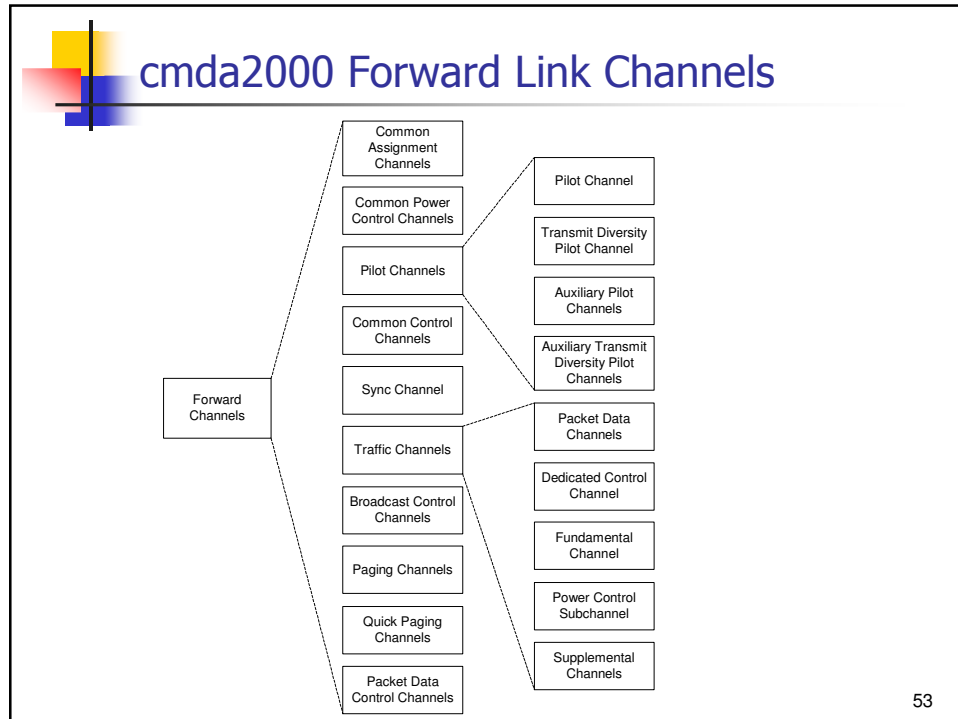 cmda2000 Forward Link Channels
Forward
Channels
Common
Assignment
Channels
Common Power
Control Channels
Pilot Channels
Common Control
Channels
Sync Channel
Traffic Channels
Broadcast Control
Channels
Paging Channels
Quick Paging
Channels
Packet Data
Control Channels
Pilot Channel
Transmit Diversity
Pilot Channel
Auxiliary Pilot
Channels
Auxiliary Transmit
Diversity Pilot
Channels
Packet Data
Channels
Dedicated Control
Channel
Fundamental
Channel
Power Control
Subchannel
Supplemental
Channels
53